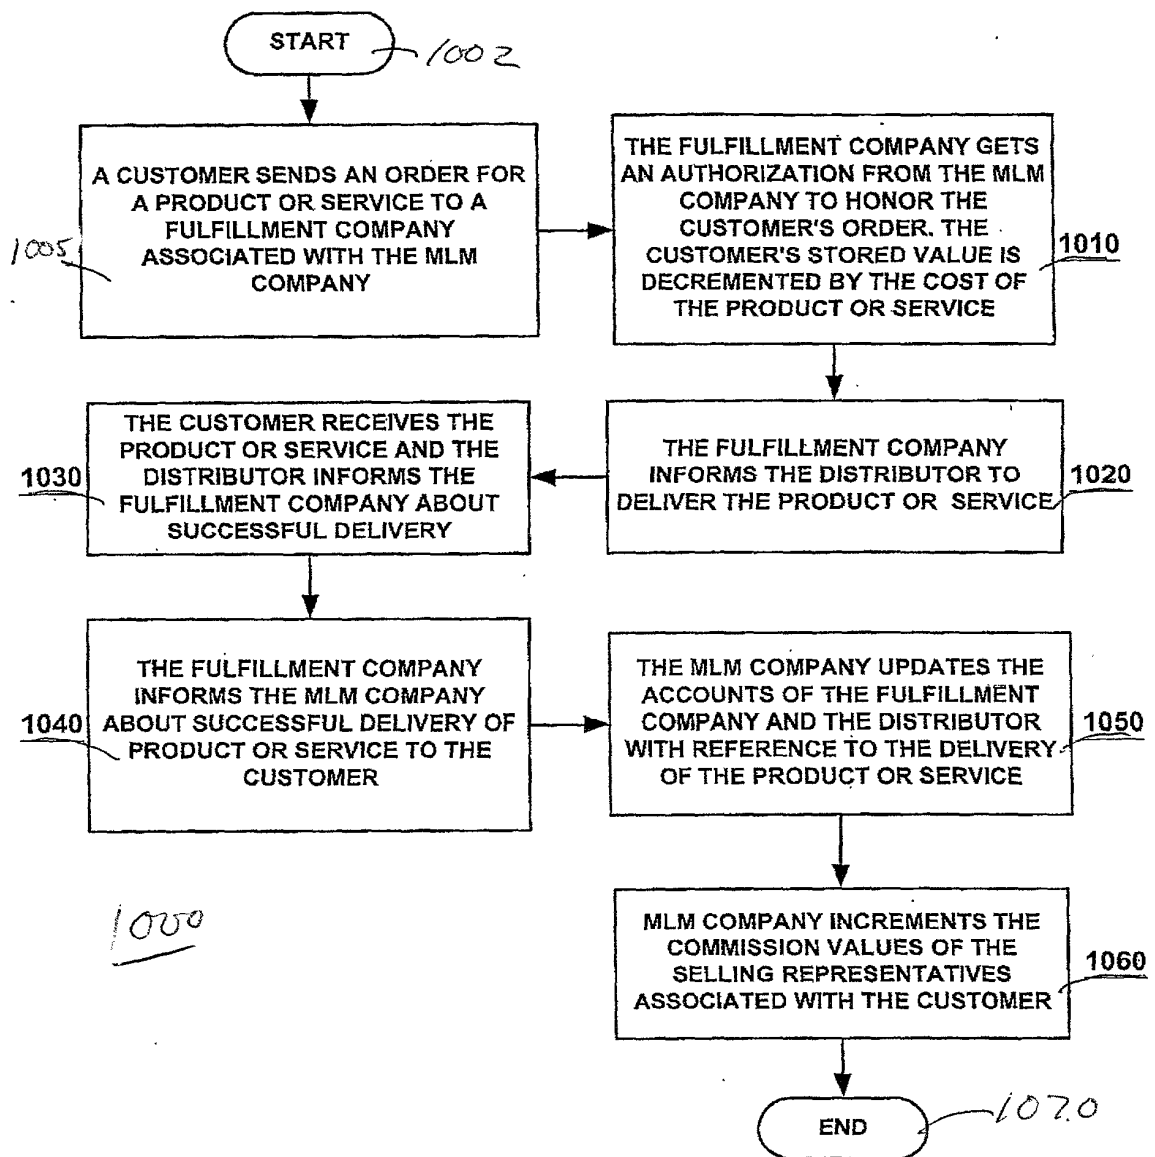 START
1002
A CUSTOMER SENDS AN ORDER FOR
A PRODUCT OR SERVICE TO A
FULFILLMENT COMPANY
ASSOCIATED WITH THE MLM
COMPANY
1005
THE FULFILLMENT COMPANY GETS
AN AUTHORIZATION FROM THE MLM
COMPANY TO HONOR THE
CUSTOMER'S ORDER. THE
CUSTOMER'S STORED VALUE IS
DECREMENTED BY THE COST OF
THE PRODUCT OR SERVICE
1010
THE FULFILLMENT COMPANY
INFORMS THE DISTRIBUTOR TO
DELIVER THE PRODUCT OR SERVICE
1020
THE CUSTOMER RECEIVES THE
PRODUCT OR SERVICE AND THE
DISTRIBUTOR INFORMS THE
FULFILLMENT COMPANY ABOUT
SUCCESSFUL DELIVERY
1030
THE FULFILLMENT COMPANY
INFORMS THE MLM COMPANY
ABOUT SUCCESSFUL DELIVERY OF
PRODUCT OR SERVICE TO THE
CUSTOMER
1040
THE MLM COMPANY UPDATES THE
ACCOUNTS OF THE FULFILLMENT
COMPANY AND THE DISTRIBUTOR
WITH REFERENCE TO THE DELIVERY
OF THE PRODUCT OR SERVICE
1050
MLM COMPANY INCREMENTS THE
COMMISSION VALUES OF THE
SELLING REPRESENTATIVES
ASSOCIATED WITH THE CUSTOMER
1060
1000
END
1070